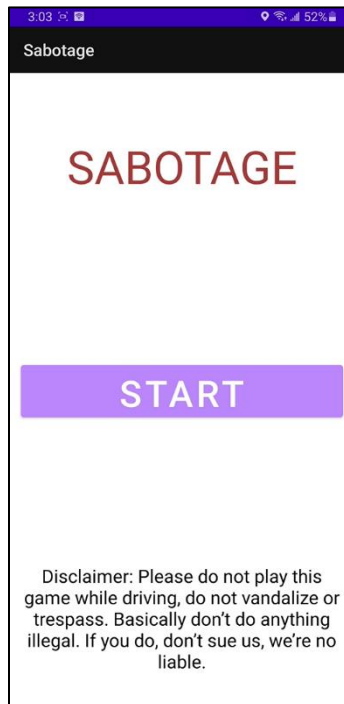 3:03 52%
Sabotage
SABOTAGE
START
Disclaimer: Please do not play this
game while driving, do not vandalize or
trespass. Basically don't do anything
illegal. If you do, don't sue us, we're no
liable.